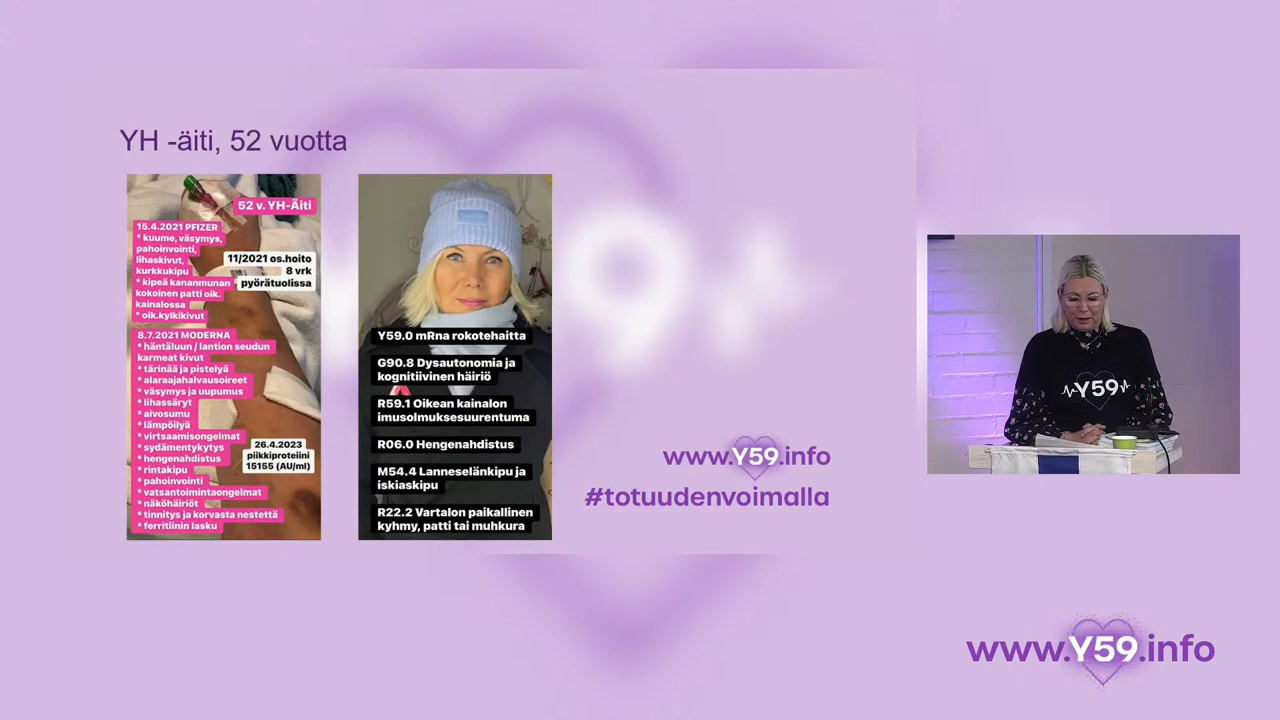 YH -äiti, 52 vuotta
52 v. YH-Äiti
15.4.2021 PFIZER
* kuume, väsymys,
pahoinvointi,
lihaskivut,
kurkkukipu
* kipeä kananmunan
kokoinen patti oik.
kainalossa
* oik.kylkikivut
11/2021 os.hoito
8 vrk
pyörätuolissa
8.7.2021 MODERNA
* häntäluun / lantion seudun
karmeat kivut
* tärinää ja pistelyä
* alaraajahalvausoireet
* väsymys ja uupumus
* lihassäryt
* aivosumu
* lämpöilyä
* virtsaamisongelmat
* sydämentykytys
* hengenahdistus
* rintakipu
* pahoinvointi
* vatsantoimintaongelmat
* näköhäiriöt
* tinnitys ja korvasta nestettä
* ferritiinin lasku
26.4.2023
piikkiproteiini
15155 (AU/ml)
Y59.0 mRna rokotehaitta
G90.8 Dysautonomia ja
kognitiivinen häiriö
R59.1 Oikean kainalon
imusolmuksesuurentuma
R06.0 Hengenahdistus
M54.4 Lanneselänkipu ja
iskiaskipu
R22.2 Vartalon paikallinen
kyhmy, patti tai muhkura
www.Y59.info
#totuudenvoimalla
Y59
www.Y59.info